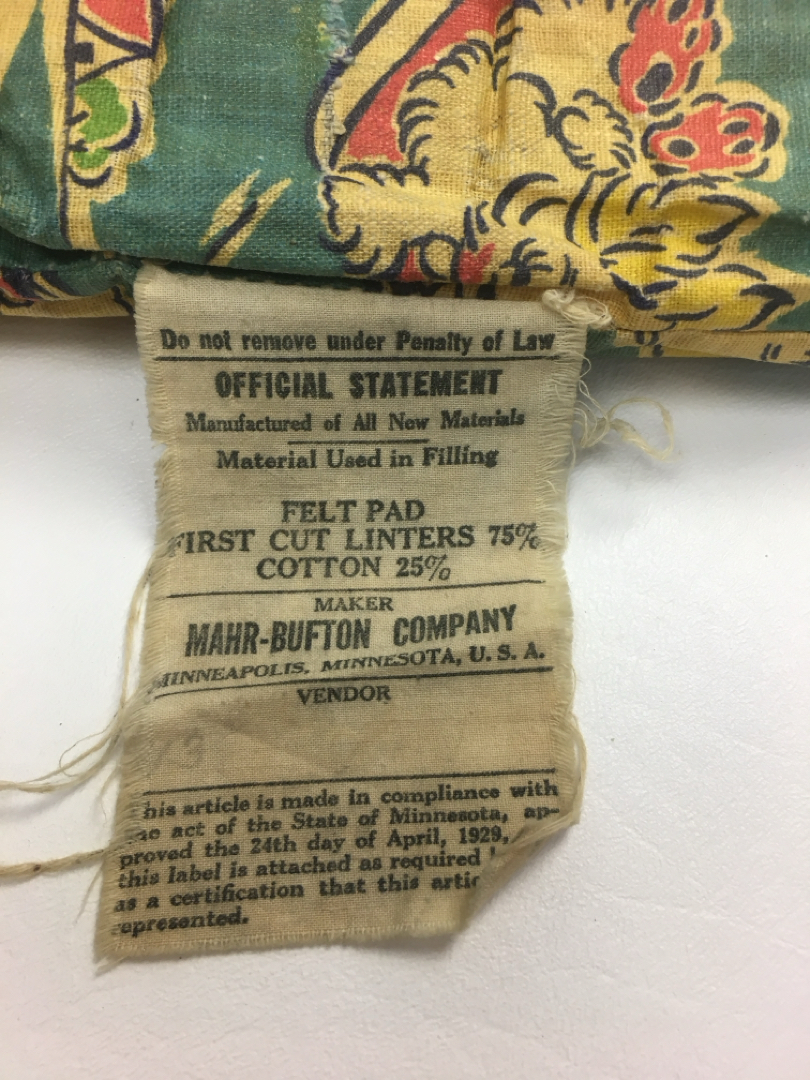 Do not remove under Penalty of Law
OFFICIAL STATEMENT
Manufactured of All New Materials
Material Used in Filling
FELT PAD
FIRST CUT LINTERS 75%
COTTON 25%
MAKER
MAHR-BUFTON COMPANY
MINNEAPOLIS, MINNESOTA, U. S. A.
VENDOR
73
his article is made in compliance with
act of the State of Minnesota, ap-
proved the 24th day of April, 1929,
this label is attached as required
as a certification that this artic
epresented.